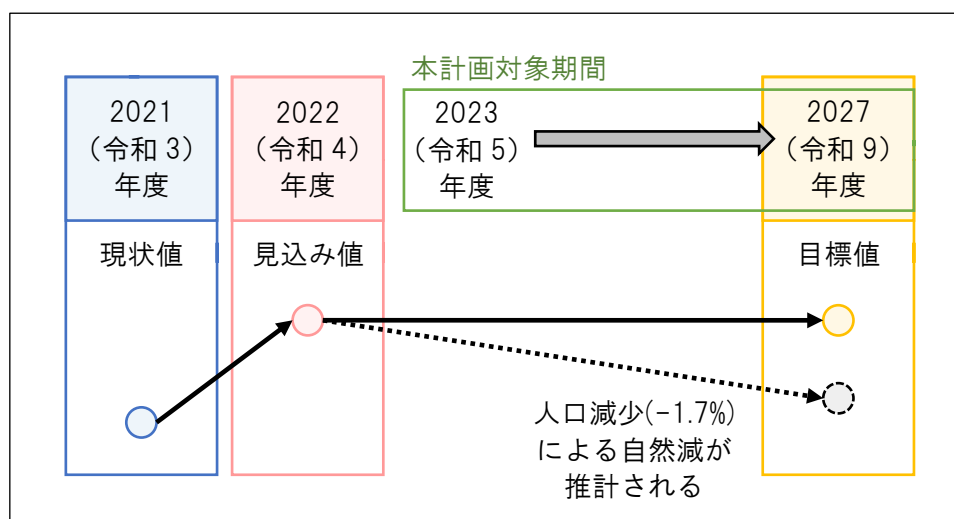 本計画対象期間
2021
（令和3）
年度
2022
（令和4）
年度
2023
（令和5）
年度
2027
（令和9）
年度
現状値
見込み値
目標値
人口減少(-1.7%)
による自然減が
推計される